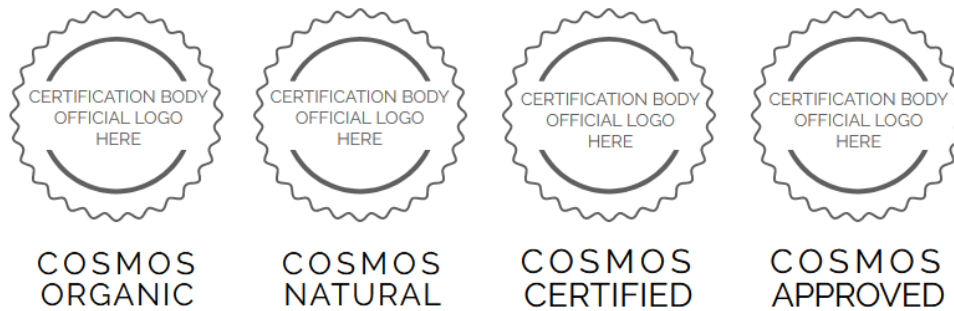 CERTIFICATION BODY
OFFICIAL LOGO
HERE
COSMOS
ORGANIC
CERTIFICATION BODY
OFFICIAL LOGO
HERE
COSMOS
NATURAL
CERTIFICATION BODY
OFFICIAL LOGO
HERE
COSMOS
CERTIFIED
CERTIFICATION BODY
OFFICIAL LOGO
HERE
COSMOS
APPROVED